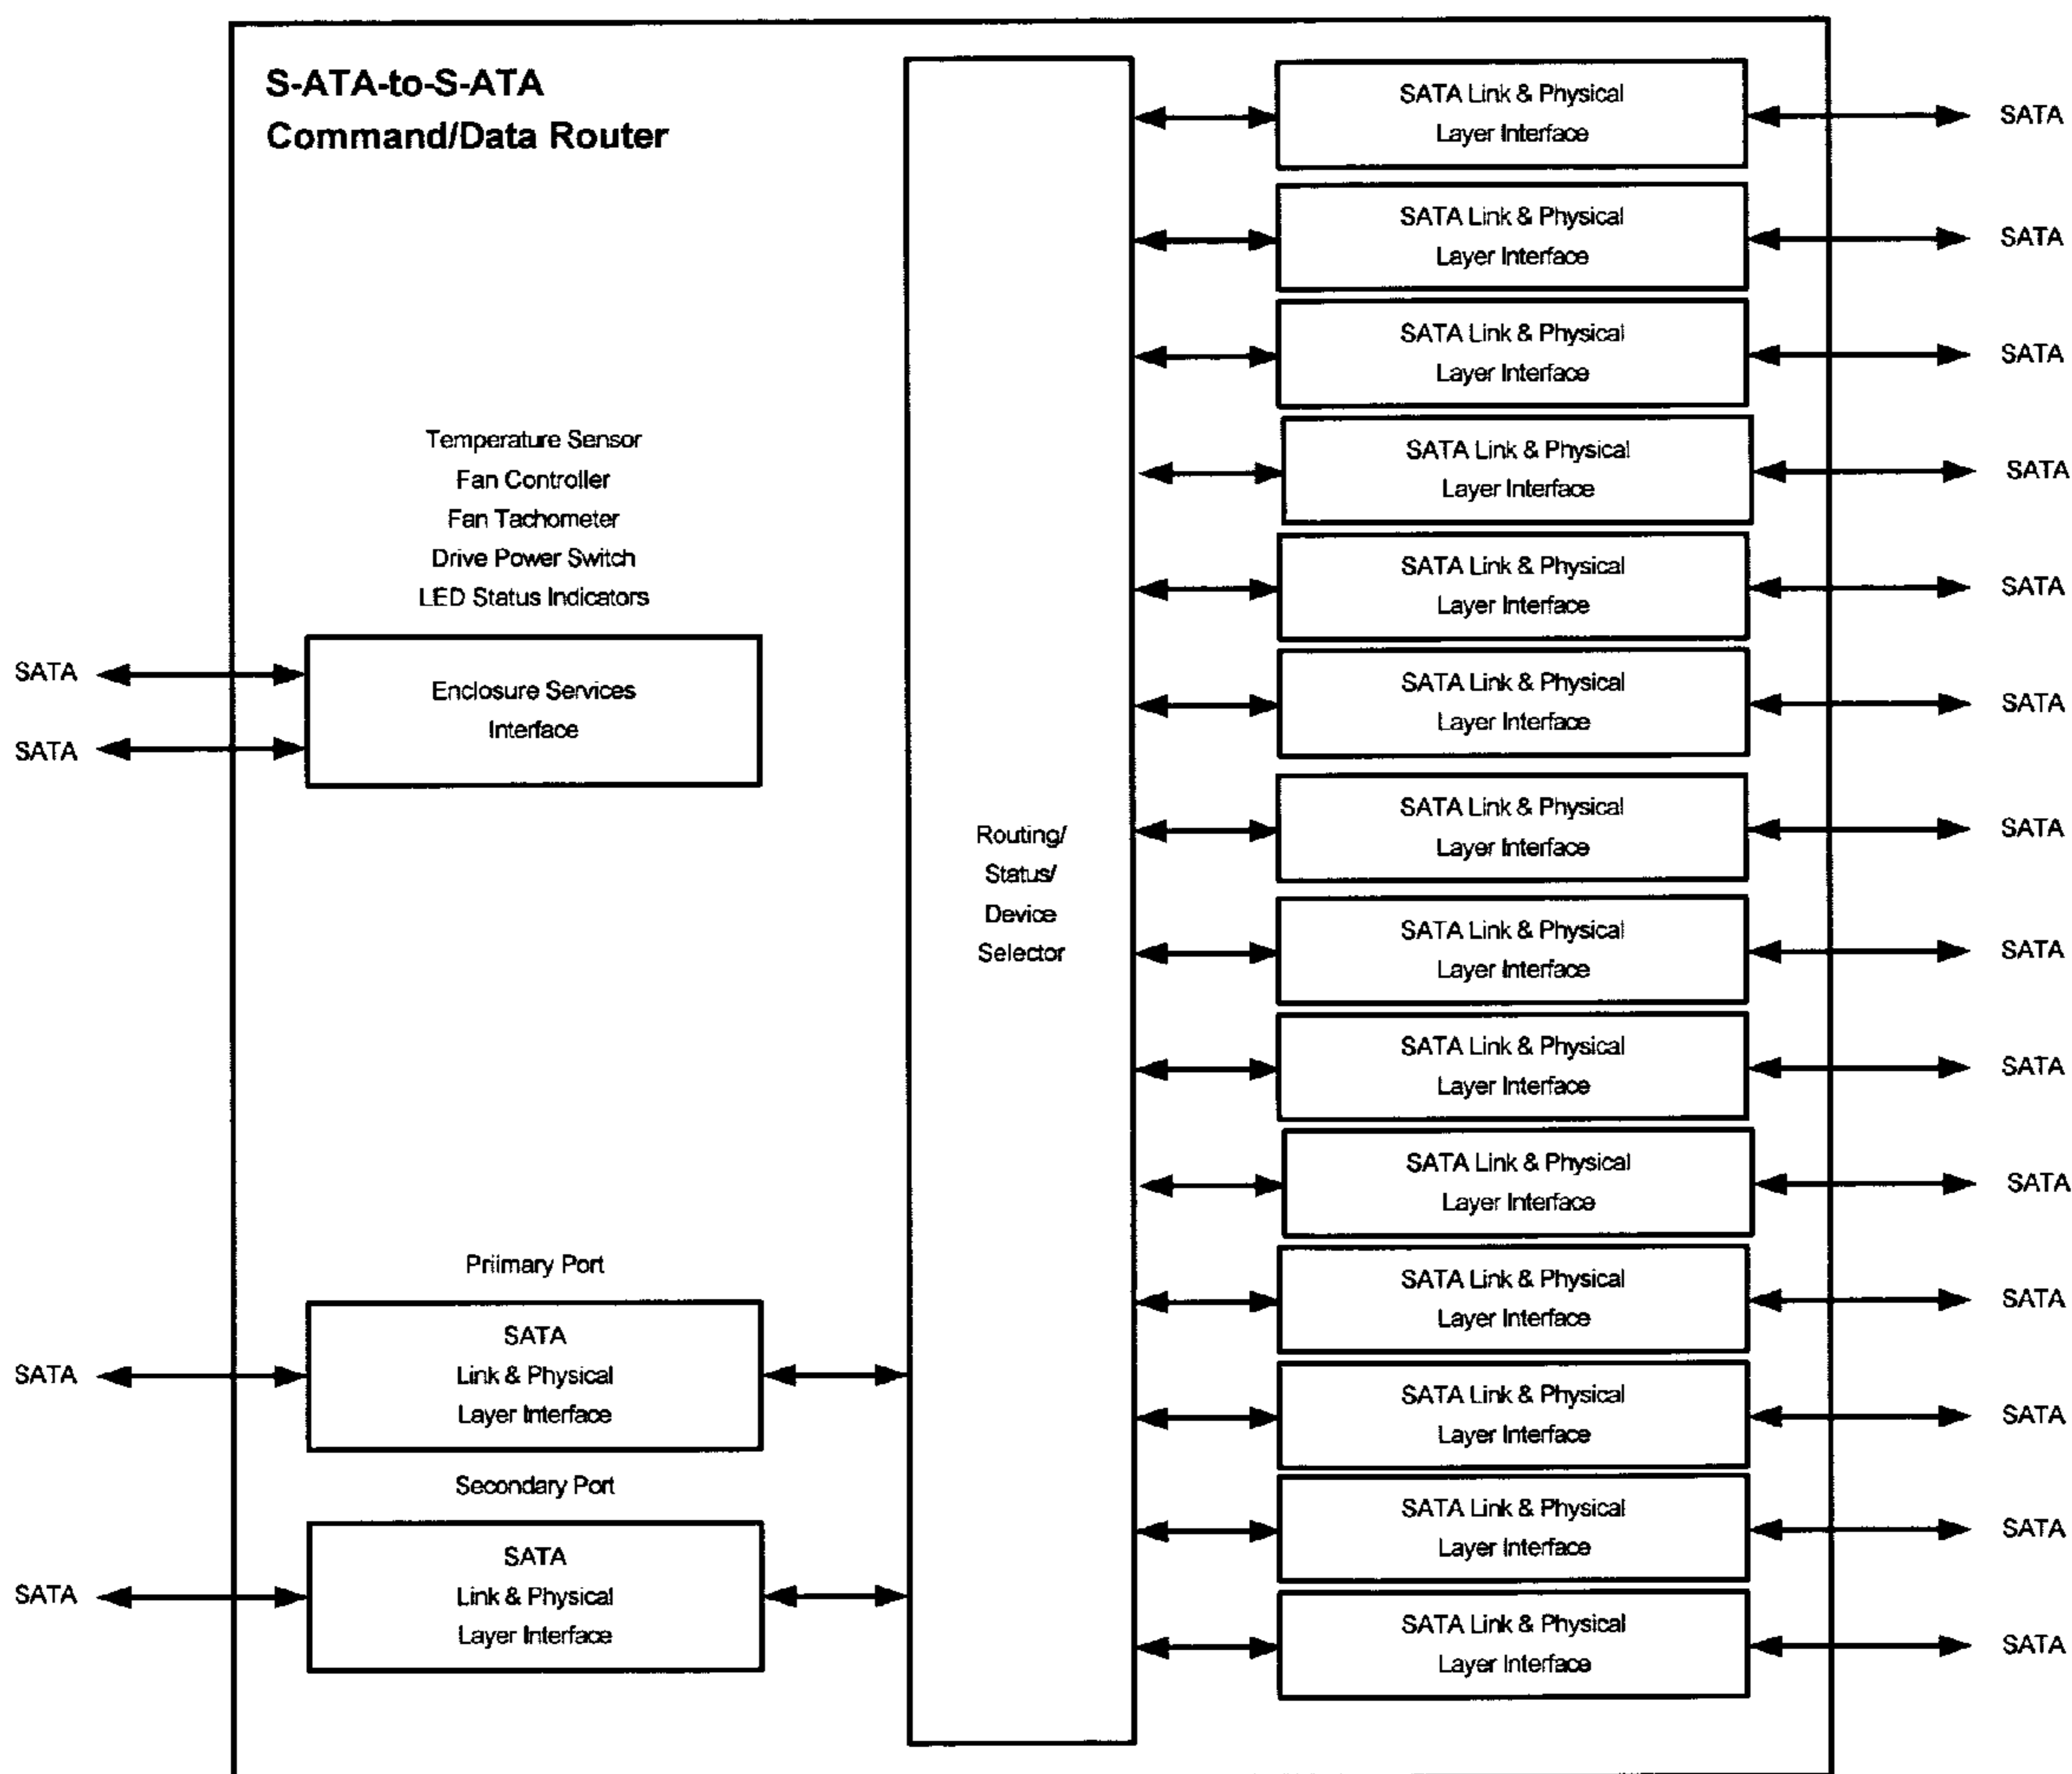 S-ATA-to-S-ATA
Command/Data Router
Temperature Sensor
Fan Controller
Fan Tachometer
Drive Power Switch
LED Status Indicators
SATA
SATA
Enclosure Services
Interface
Priimary Port
SATA
SATA
Link & Physical
Layer Interface
Secondary Port
SATA
SATA
Link & Physical
Layer Interface
Routing/
Status/
Device
Selector
SATA Link & Physical
Layer Interface
SATA
SATA Link & Physical
Layer Interface
SATA
SATA Link & Physical
Layer Interface
SATA
SATA Link & Physical
Layer Interface
SATA
SATA Link & Physical
Layer Interface
SATA
SATA Link & Physical
Layer Interface
SATA
SATA Link & Physical
Layer Interface
SATA
SATA Link & Physical
Layer Interface
SATA
SATA Link & Physical
Layer Interface
SATA
SATA Link & Physical
Layer Interface
SATA
SATA Link & Physical
Layer Interface
SATA
SATA Link & Physical
Layer Interface
SATA
SATA Link & Physical
Layer Interface
SATA
SATA Link & Physical
Layer Interface
SATA